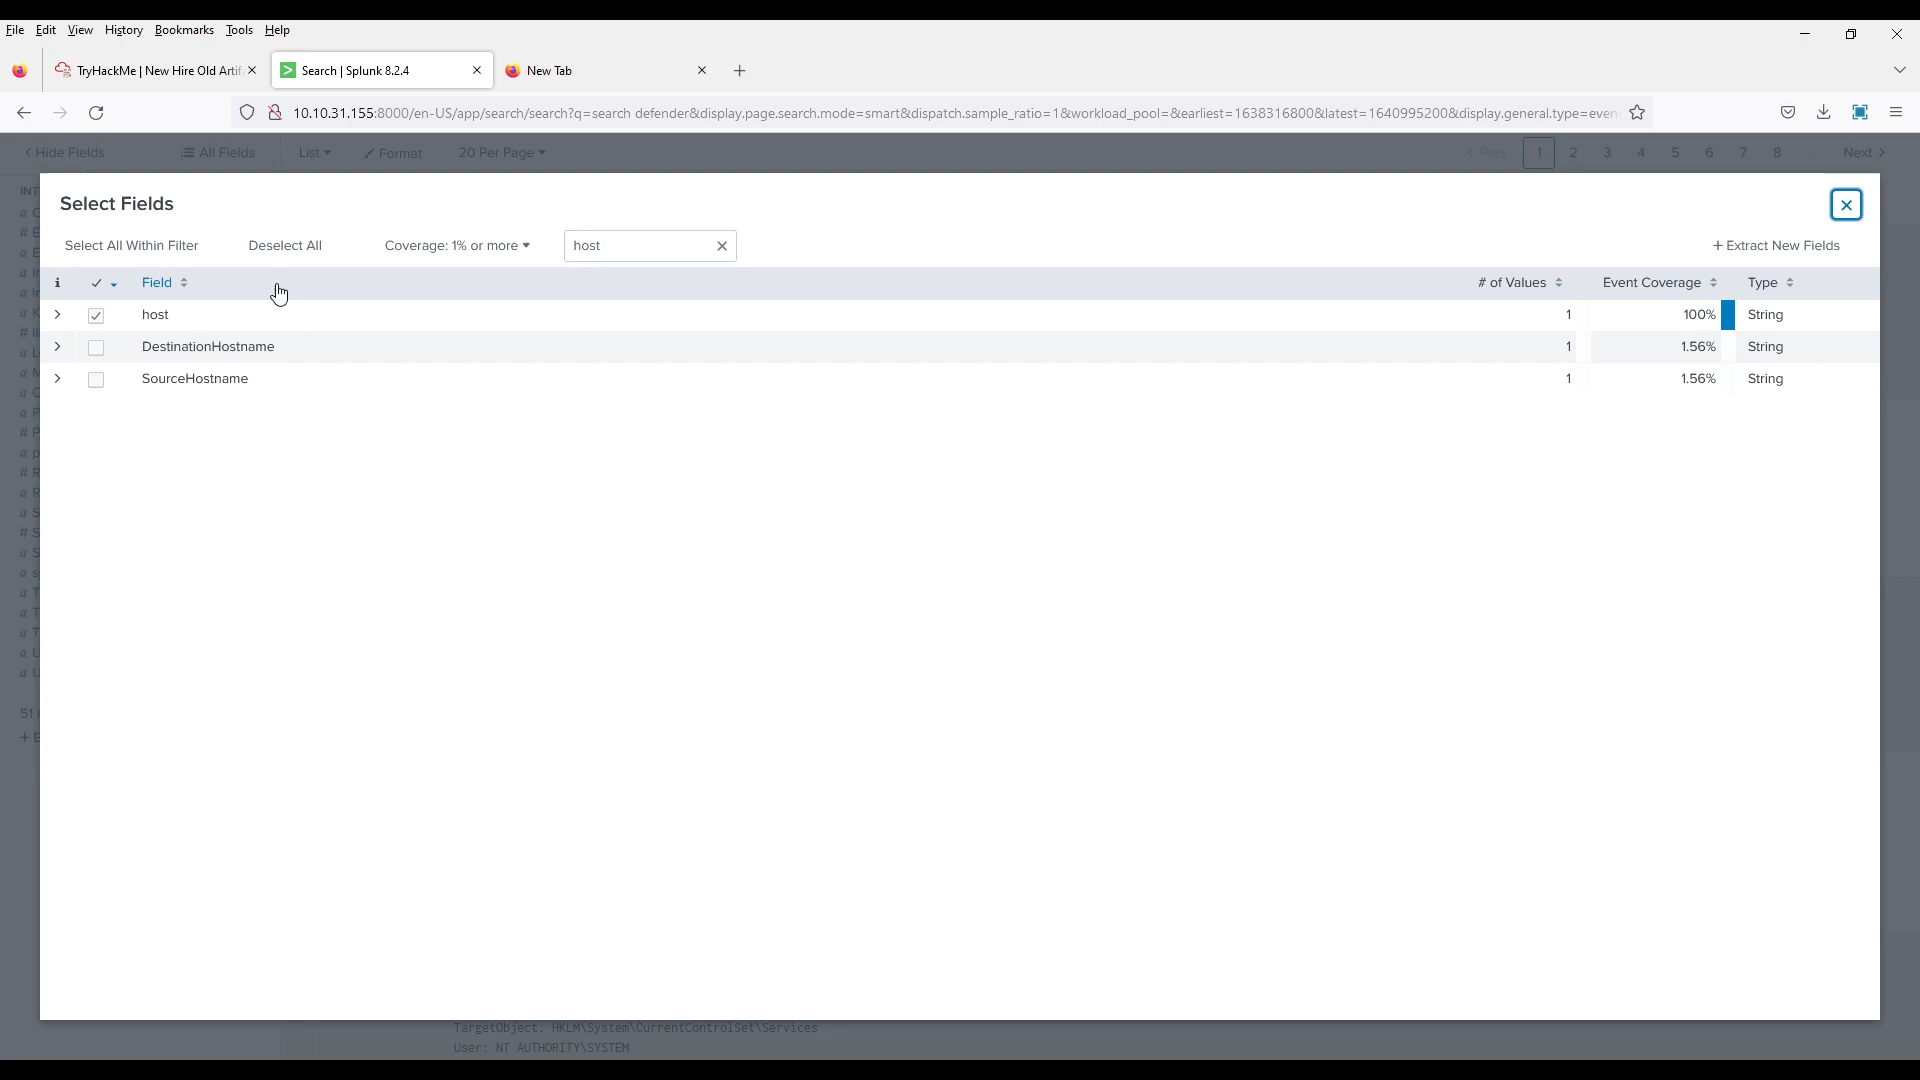 File Edit View History Bookmarks Tools Help
TryHackMe | New Hire Old Artif
Search | Splunk 8.2.4
New Tab
10.10.31.155:8000/en-US/app/search/search?q=search defender&display.page.search.mode=smart&dispatch.sample_ratio=1&workload_pool=&earliest=1638316800&latest=1640995200&display.general.type=even
Hide Fields All Fields List Format 20 Per Page < Prev 1 2 3 4 5 6 7 8 ... Next >
Select Fields
Select All Within Filter Deselect All Coverage: 1% or more host + Extract New Fields
i Field # of Values Event Coverage Type
host 1 100% String
DestinationHostname 1 1.56% String
SourceHostname 1 1.56% String
51
TargetObject: HKLM\System\CurrentControlSet\Services
User: NT AUTHORITY\SYSTEM